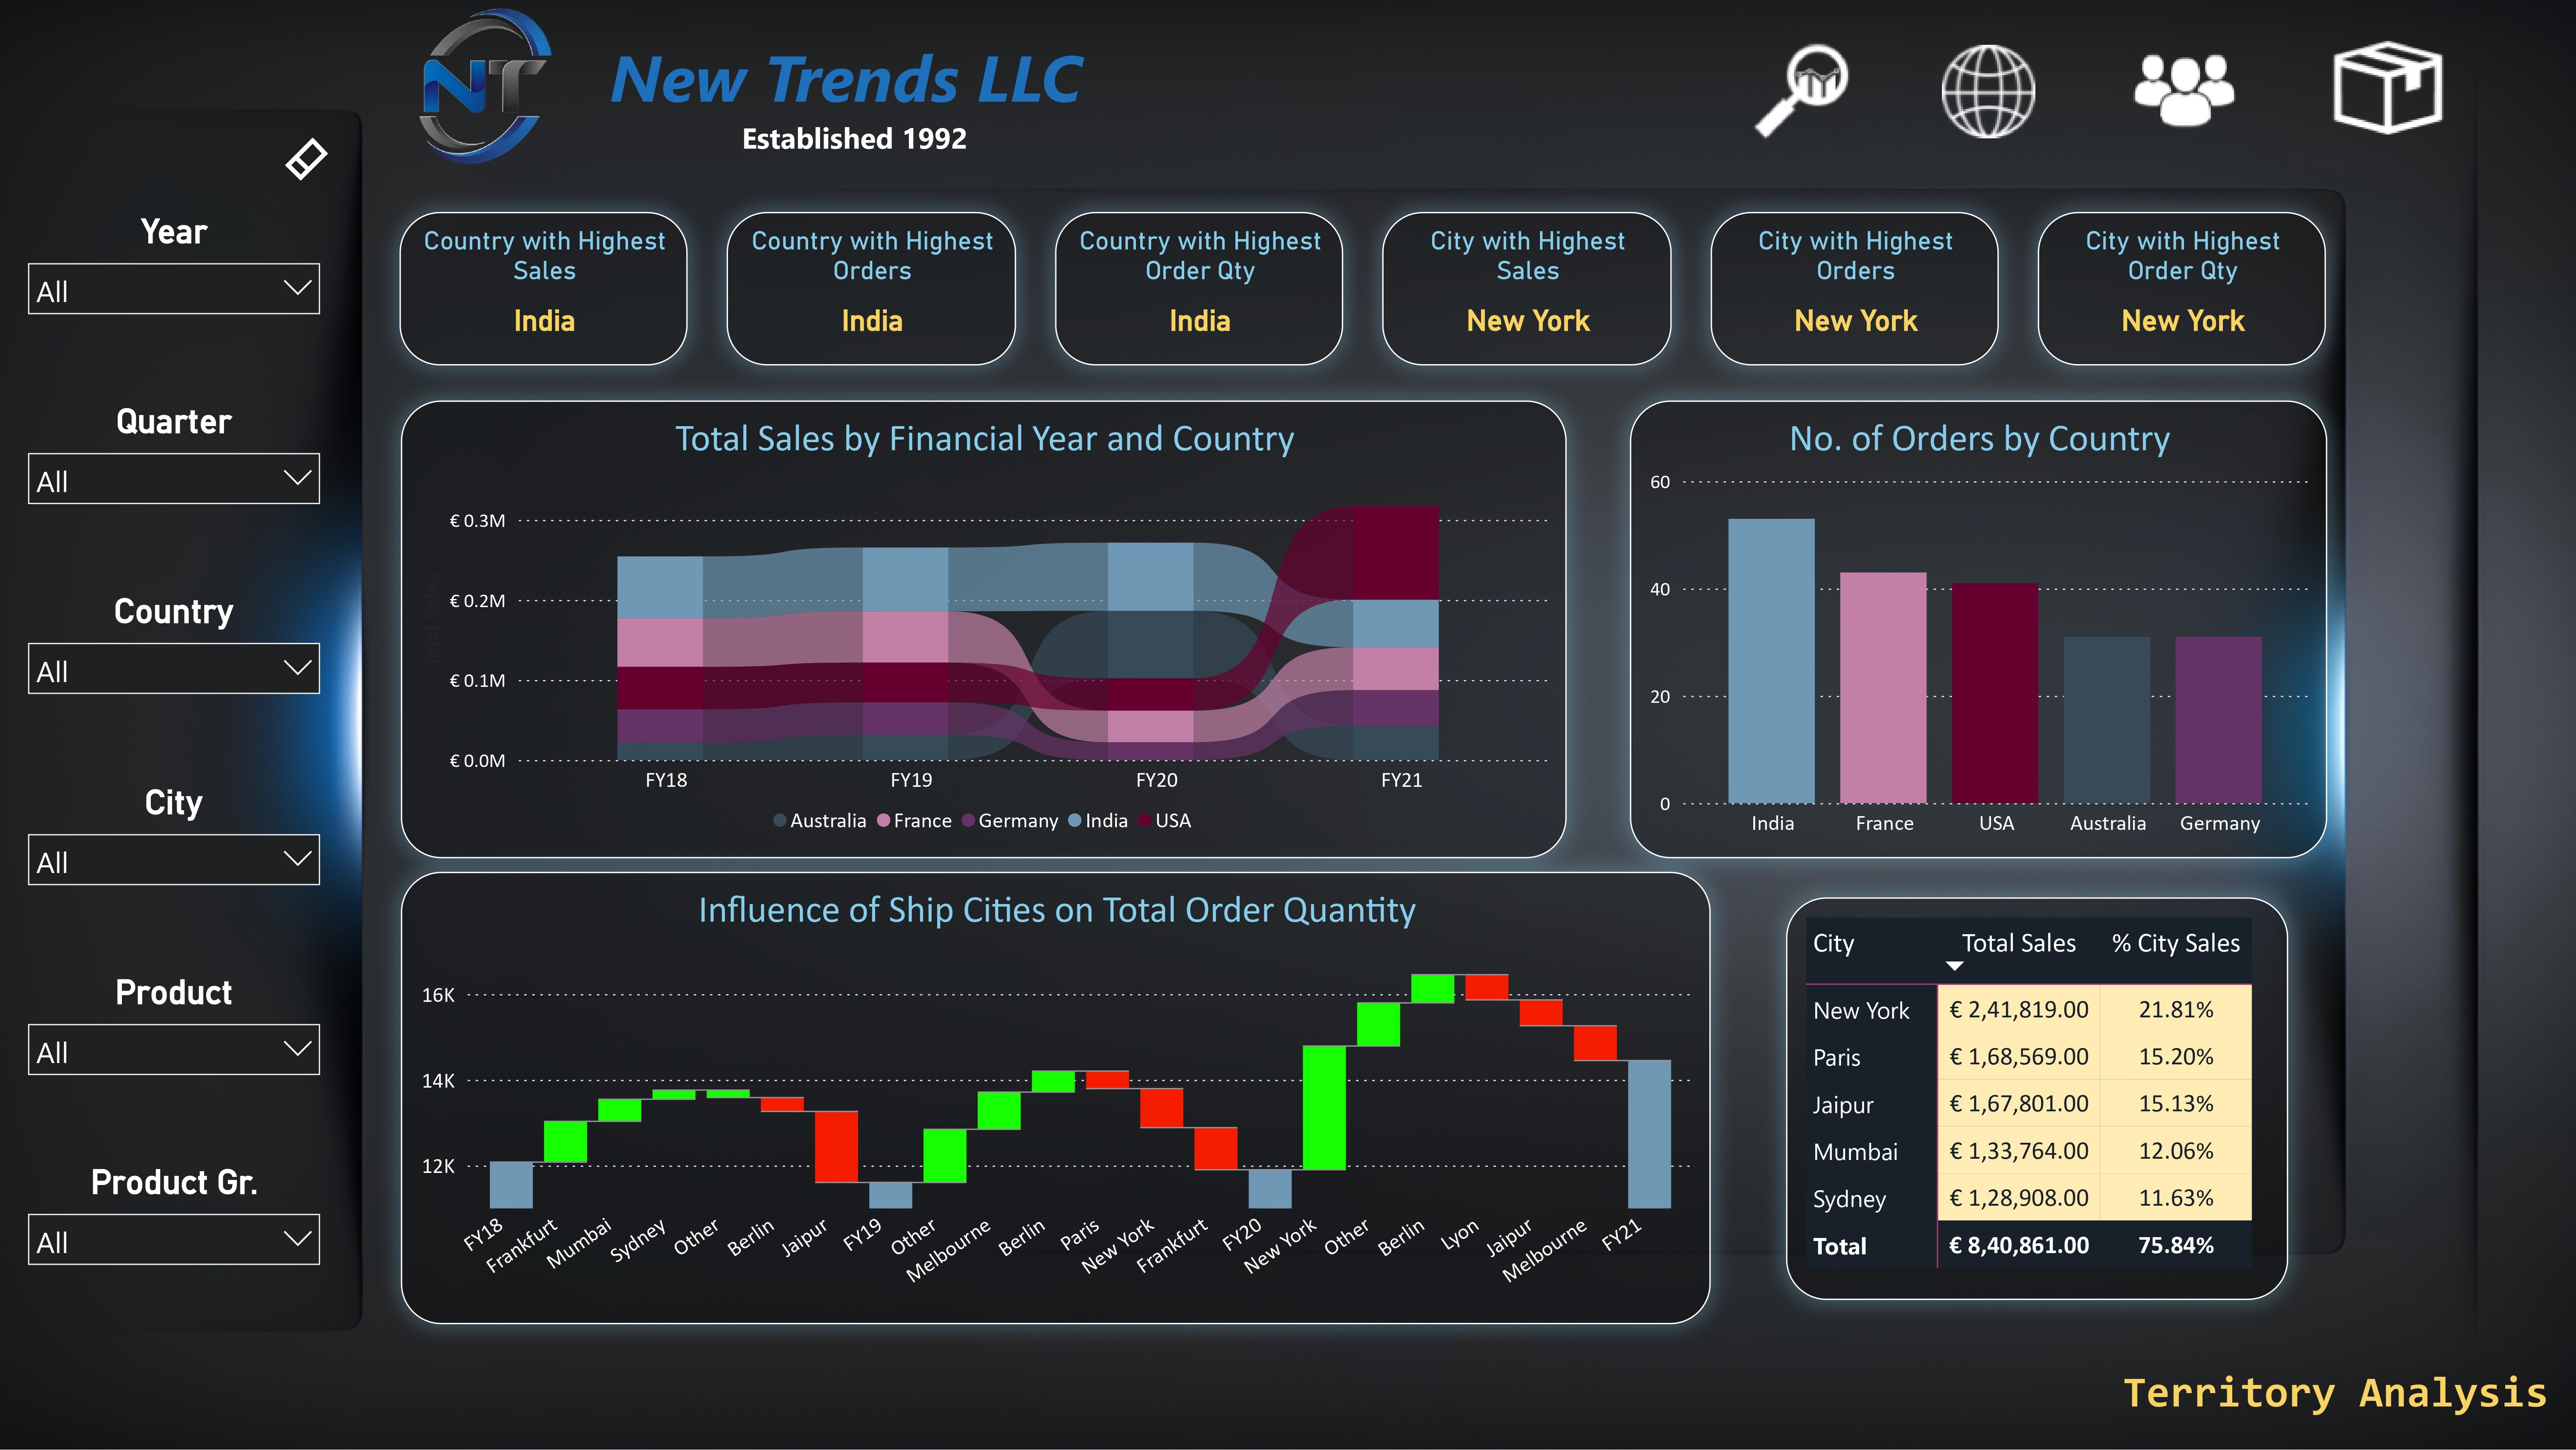 NT
New Trends LLC
Established 1992
Year
All
Quarter
All
Country
All
City
All
Product
All
Product Gr.
All
Country with Highest
Sales
India
Country with Highest
Orders
India
Country with Highest
Order Qty
India
City with Highest
Sales
New York
City with Highest
Orders
New York
City with Highest
Order Qty
New York
Total Sales by Financial Year and Country
Total Sales
€ 0.3M
€ 0.2M
€ 0.1M
€ 0.0M
FY18 FY19 FY20 FY21
Australia France Germany India USA
No. of Orders by Country
60
40
20
0
India France USA Australia Germany
Influence of Ship Cities on Total Order Quantity
16K
14K
12K
FY18 Frankfurt Mumbai Sydney Other Berlin Jaipur FY19 Other Melbourne Berlin Paris New York Frankfurt FY20 New York Other Berlin Lyon Jaipur Melbourne FY21
City Total Sales % City Sales
New York € 2,41,819.00 21.81%
Paris € 1,68,569.00 15.20%
Jaipur € 1,67,801.00 15.13%
Mumbai € 1,33,764.00 12.06%
Sydney € 1,28,908.00 11.63%
Total € 8,40,861.00 75.84%
Territory Analysis